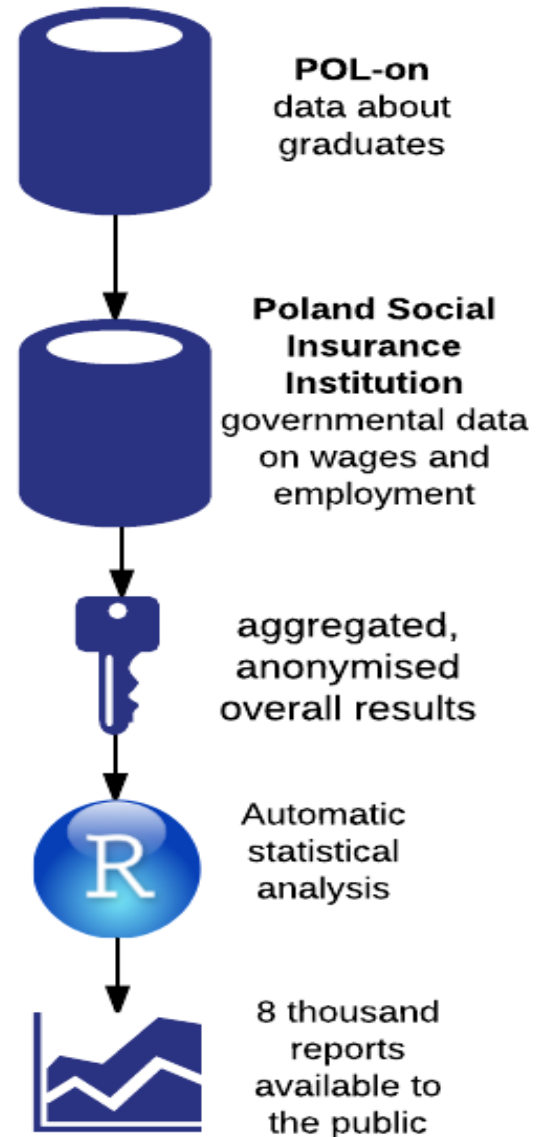 POL-on
data about
graduates
Poland Social
Insurance
Institution
governmental data
on wages and
employment
aggregated,
anonymised
overall results
R
Automatic
statistical
analysis
8 thousand
reports
available to
the public